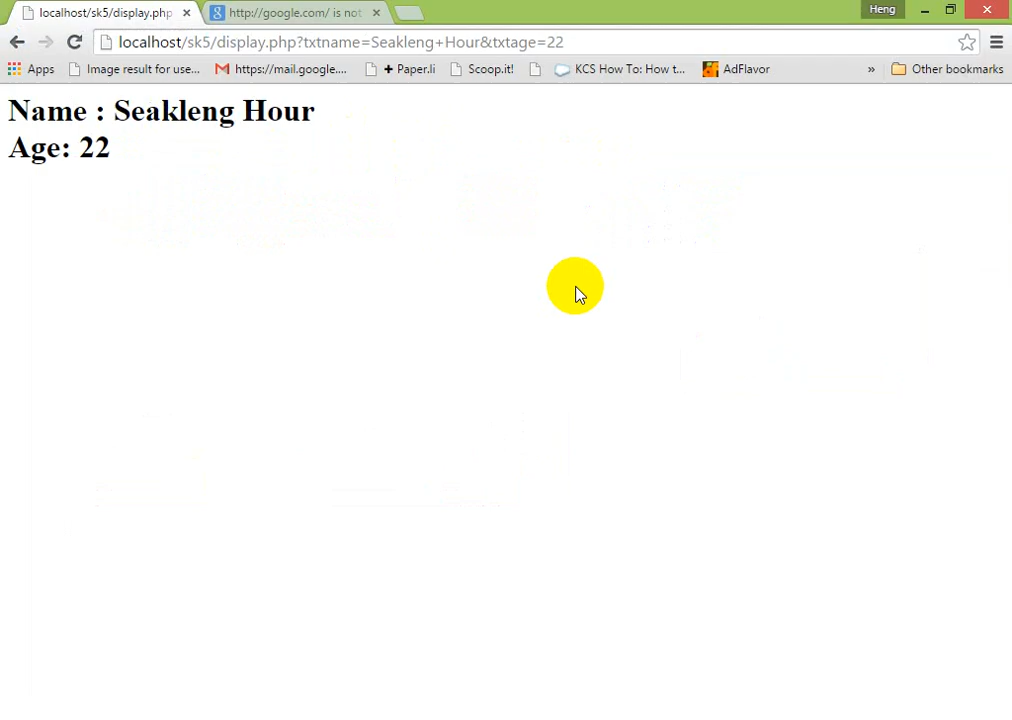 localhost/sk5/display.php
http://google.com/ is not
Heng
localhost/sk5/display.php?txtname=Seakleng+Hour&txtage=22
Apps
Image result for use...
https://mail.google....
+ Paper.li
Scoop.it!
KCS How To: How t...
AdFlavor
»
Other bookmarks
Name : Seakleng Hour
Age: 22